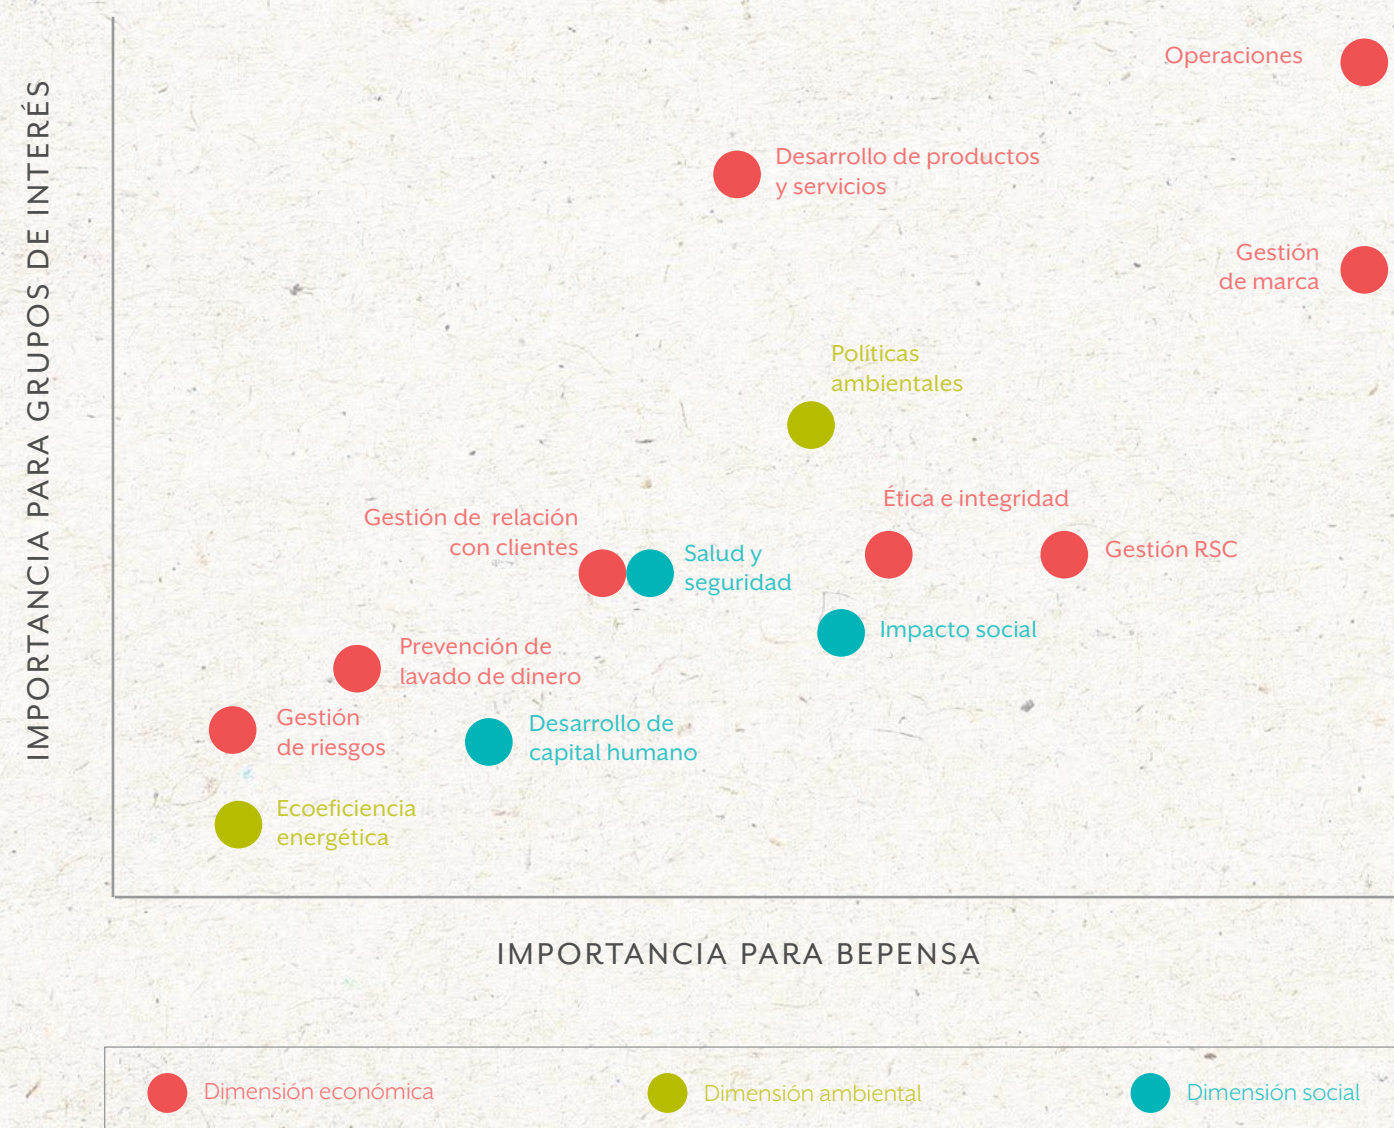 IMPORTANCIA PARA GRUPOS DE INTERÉS
Operaciones
Desarrollo de productos
y servicios
Gestión
de marca
Políticas
ambientales
Ética e integridad
Gestión de relación
con clientes
Salud y
seguridad
Gestión RSC
Impacto social
Prevención de
lavado de dinero
Gestión
de riesgos
Desarrollo de
capital humano
Ecoeficiencia
energética
IMPORTANCIA PARA BEPENSA
Dimensión económica
Dimensión ambiental
Dimensión social